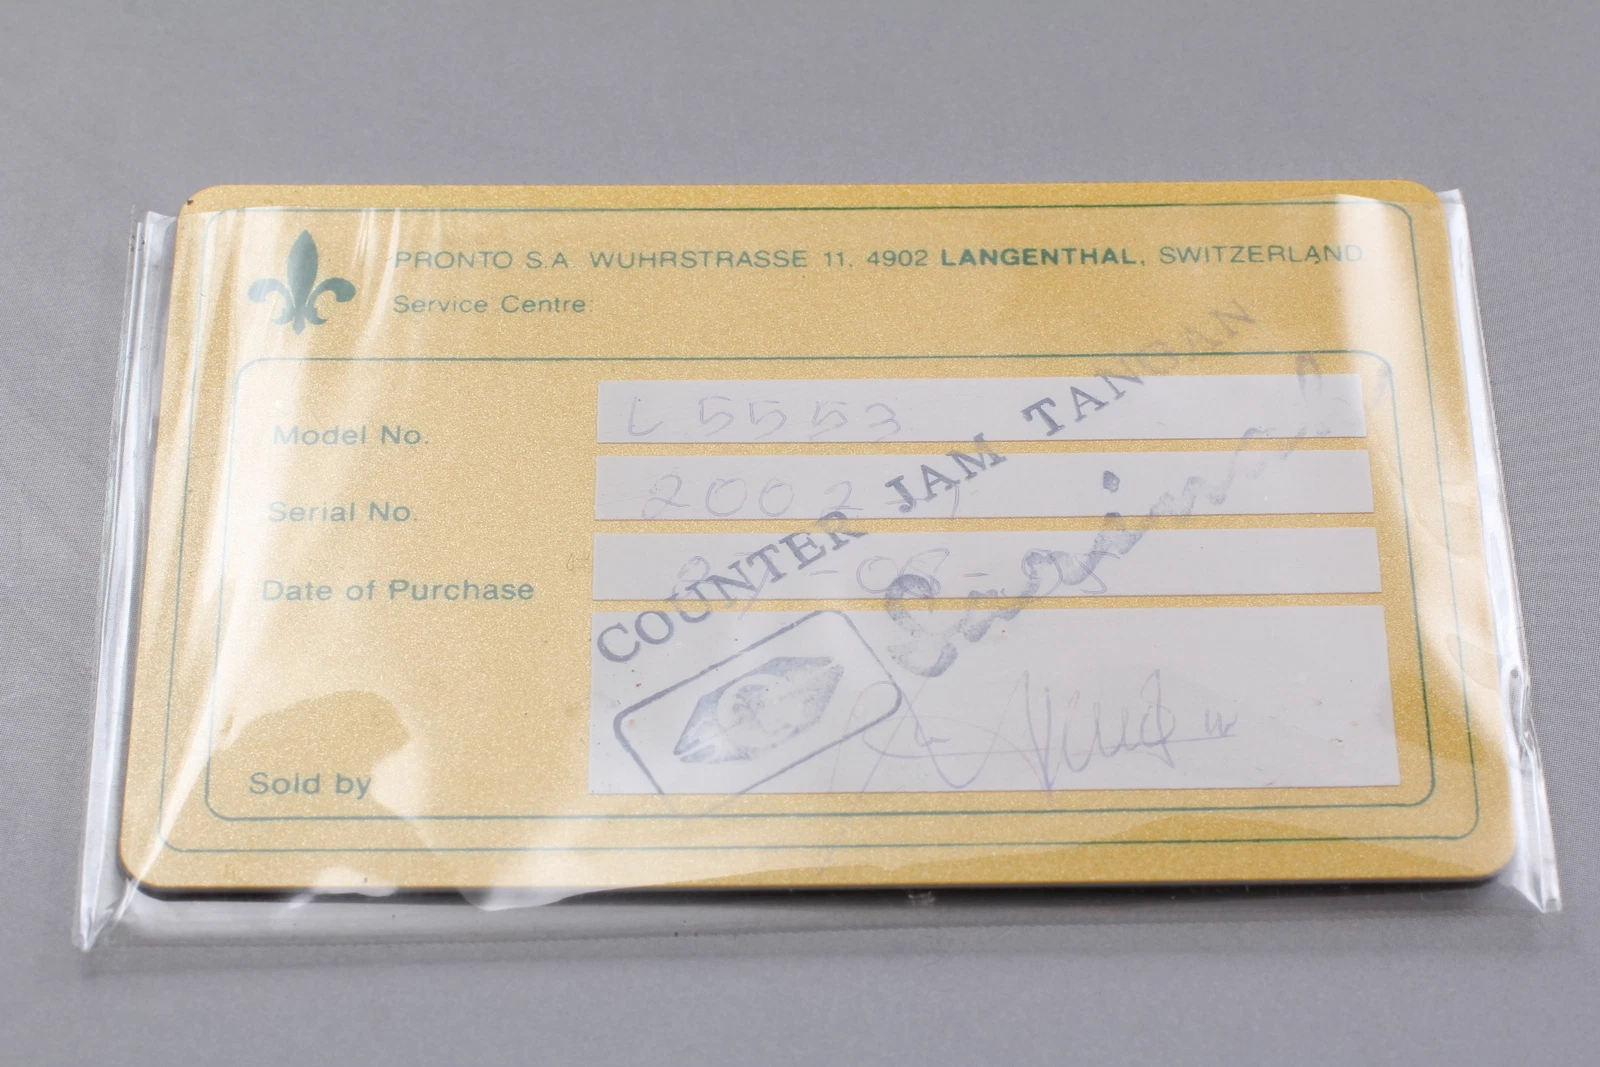 PRONTO S.A. WUHRSTRASSE 11, 4902 LANGENTHAL, SWITZERLAND
Service Centre:
Model No. L 5553
Serial No.
Date of Purchase
COUNTER JAM TANGAN
Sold by